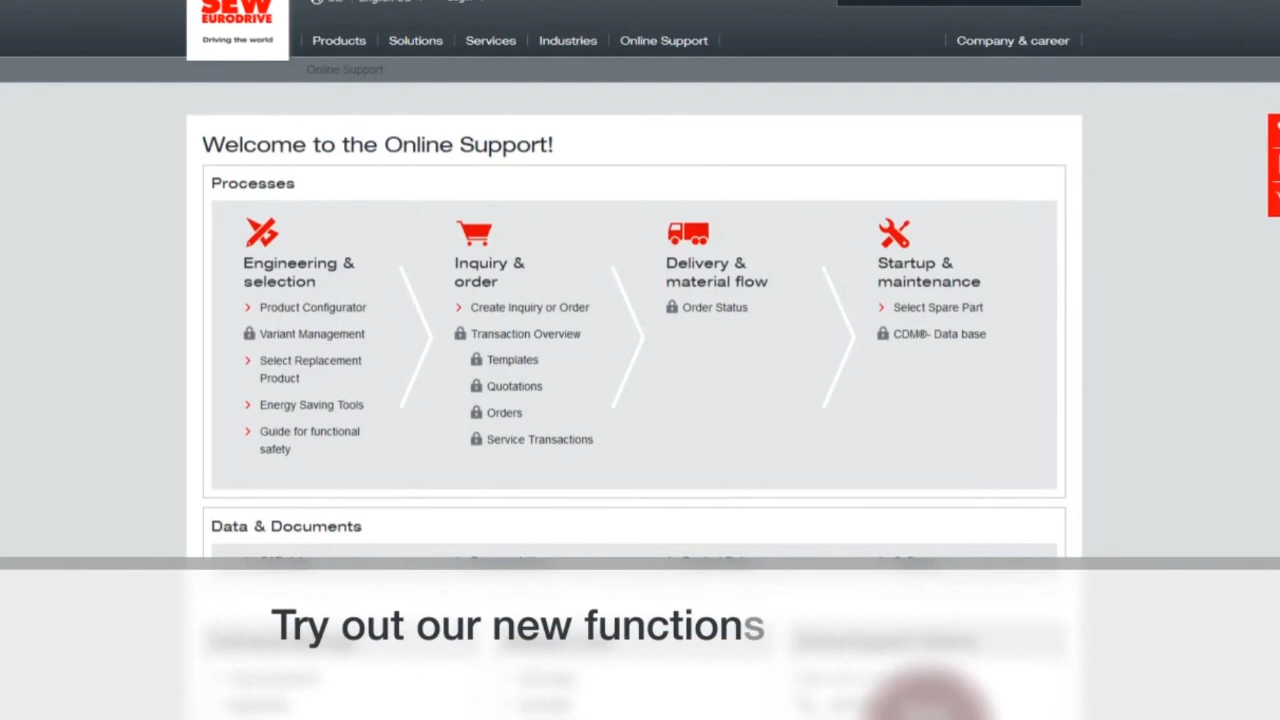 SEW
EURODRIVE
Driving the world
Products
Solutions
Services
Industries
Online Support
Company & career
Online Support
Welcome to the Online Support!
Processes
Engineering &
selection
Product Configurator
Variant Management
Select Replacement
Product
Energy Saving Tools
Guide for functional
safety
Inquiry &
order
Create Inquiry or Order
Transaction Overview
Templates
Quotations
Orders
Service Transactions
Delivery &
material flow
Order Status
Startup &
maintenance
Select Spare Part
CDM®- Data base
Data & Documents
Try out our new functions